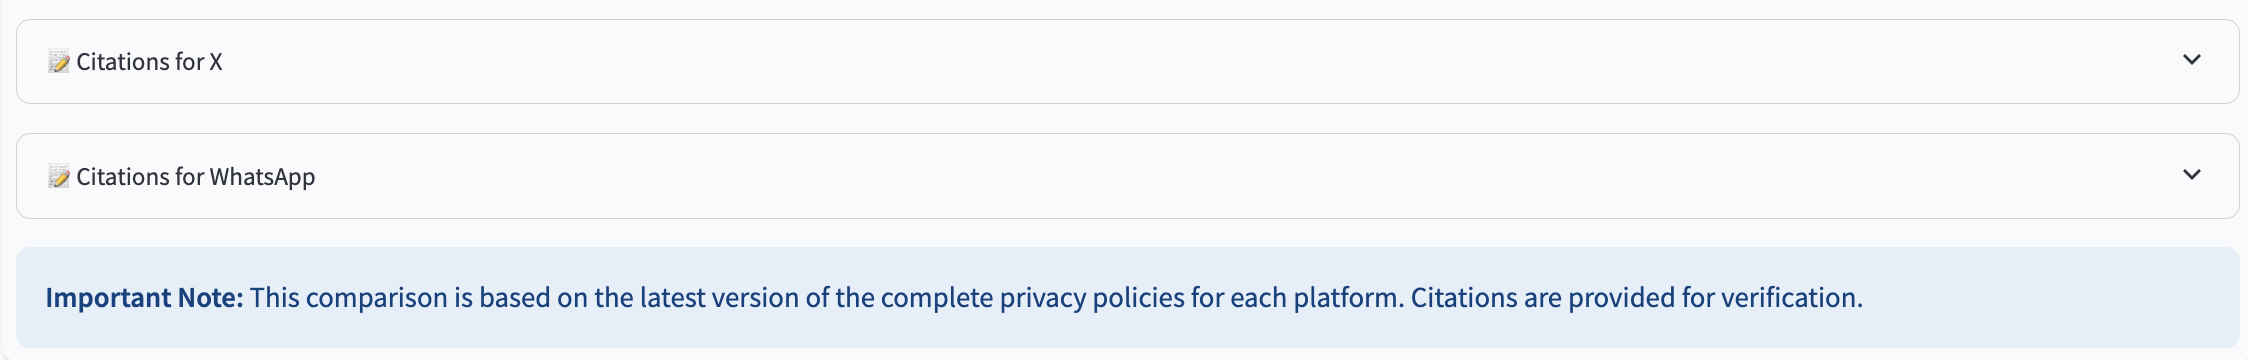 📝 Citations for X
📝 Citations for WhatsApp
Important Note: This comparison is based on the latest version of the complete privacy policies for each platform. Citations are provided for verification.